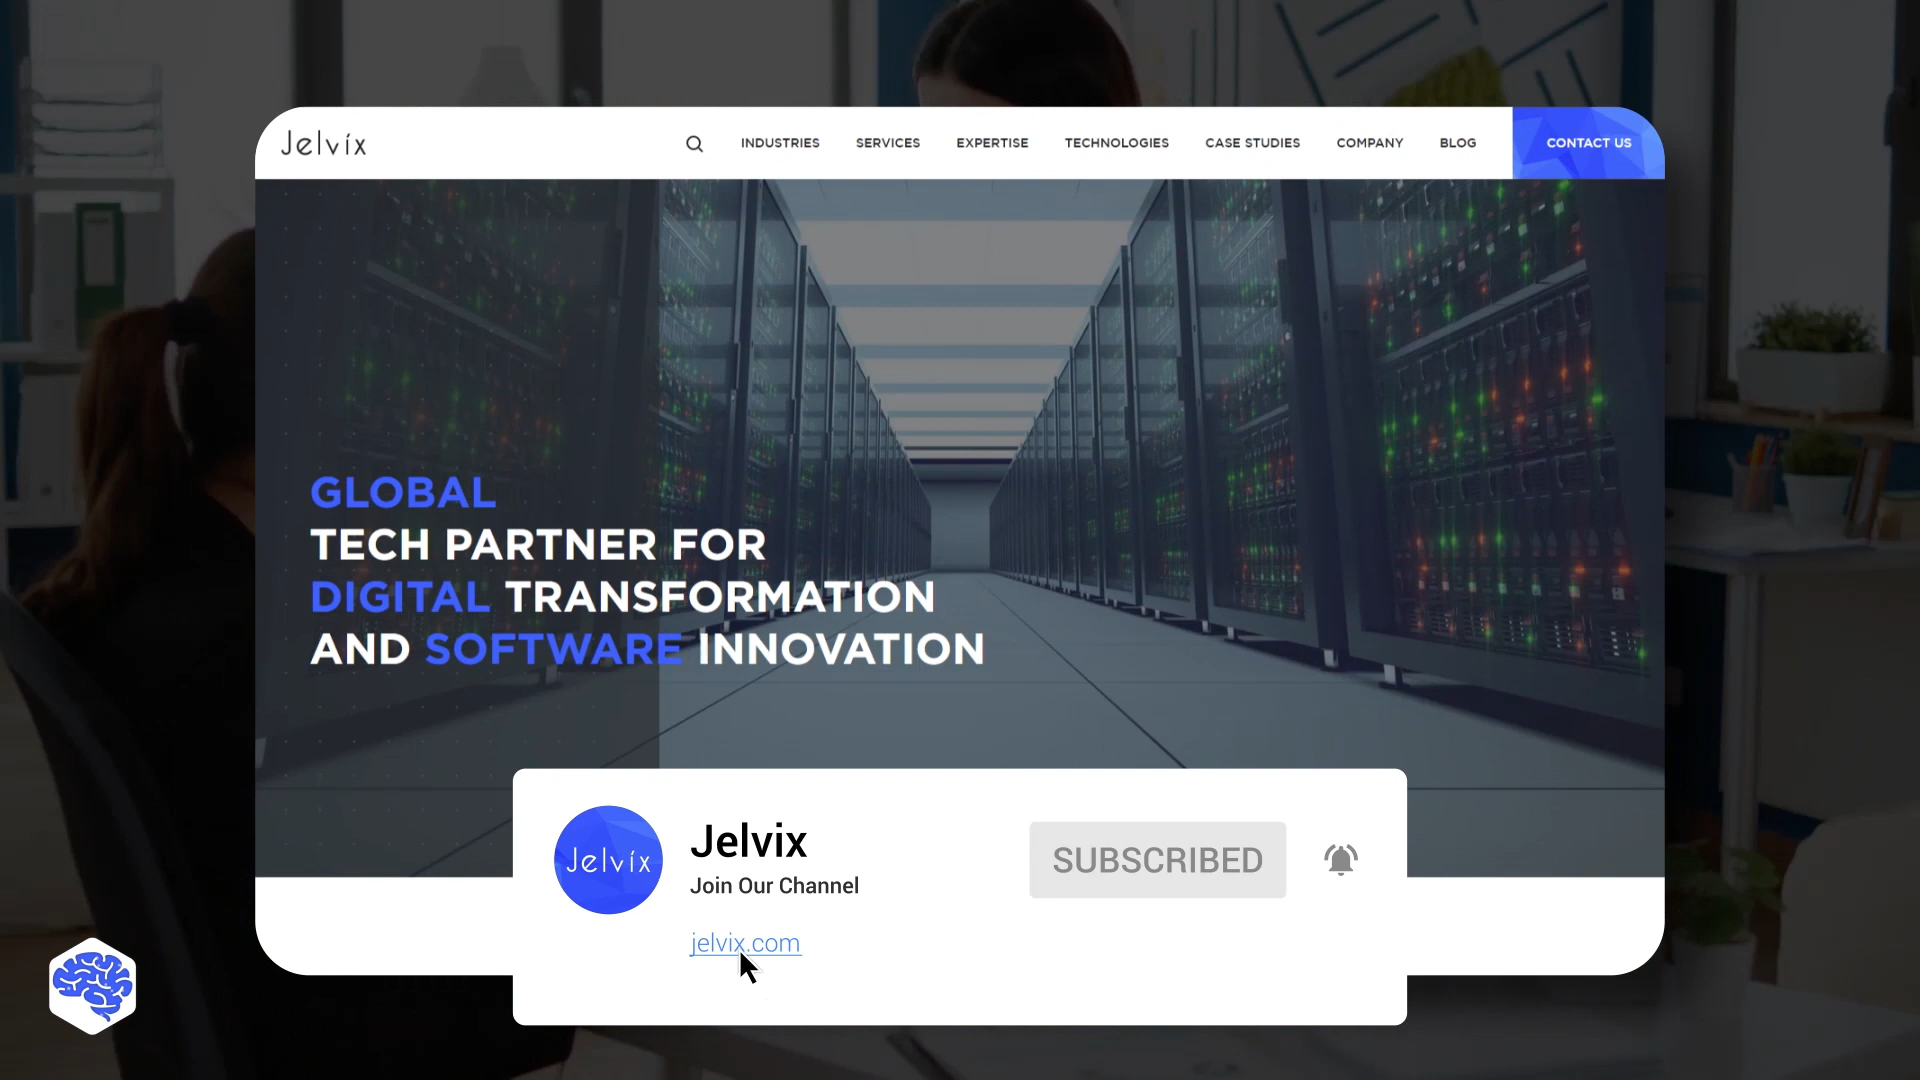 Jelvix
INDUSTRIES SERVICES EXPERTISE TECHNOLOGIES CASE STUDIES COMPANY BLOG CONTACT US
GLOBAL
TECH PARTNER FOR
DIGITAL TRANSFORMATION
AND SOFTWARE INNOVATION
Jelvix
Jelvix
Join Our Channel
SUBSCRIBED
jelvix.com